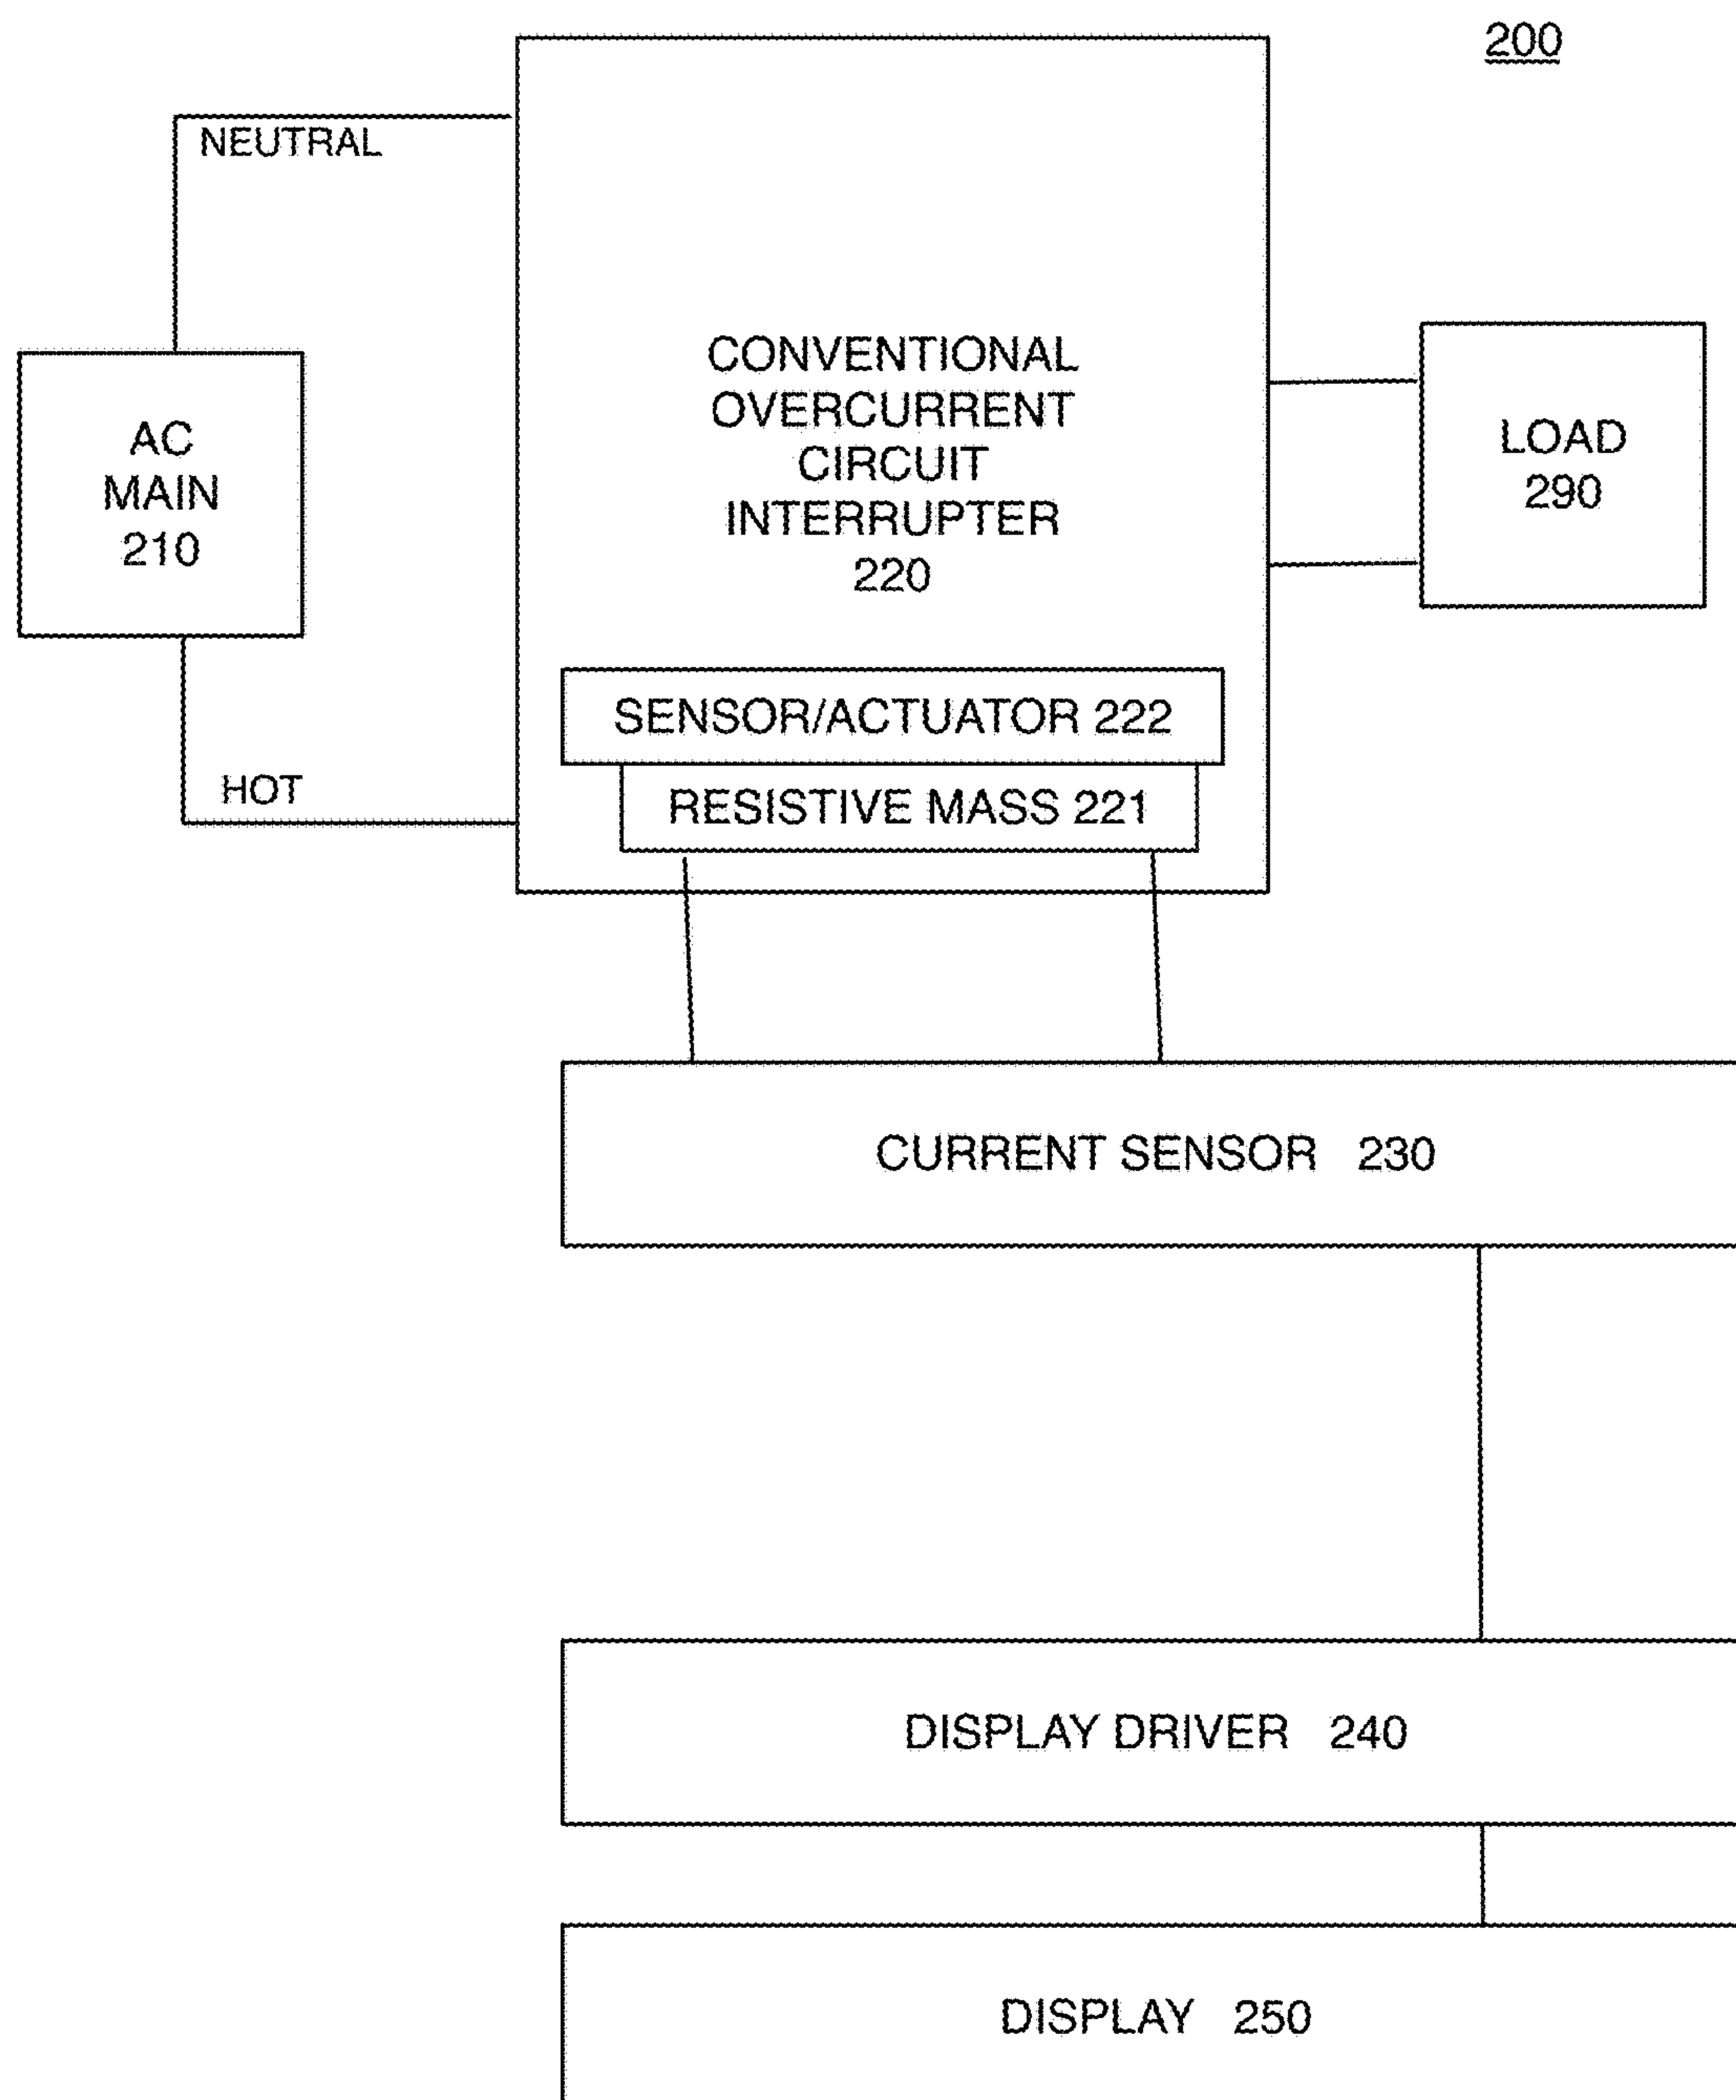 200
NEUTRAL
AC
MAIN
210
CONVENTIONAL
OVERCURRENT
CIRCUIT
INTERRUPTER
220
LOAD
290
SENSOR/ACTUATOR 222
HOT
RESISTIVE MASS 221
CURRENT SENSOR 230
DISPLAY DRIVER 240
DISPLAY 250